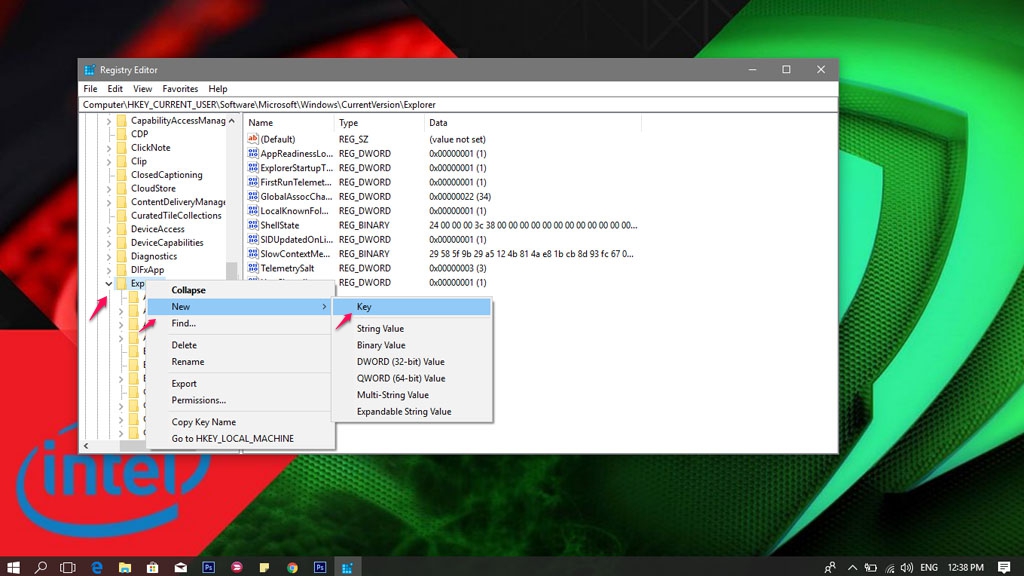 Registry Editor
File Edit View Favorites Help
Computer\HKEY_CURRENT_USER\Software\Microsoft\Windows\CurrentVersion\Explorer
CapabilityAccessManag
CDP
ClickNote
Clip
ClosedCaptioning
CloudStore
ContentDeliveryManage
CuratedTileCollections
DeviceAccess
DeviceCapabilities
Diagnostics
DIFxApp
Exp
Name Type Data
(Default) REG_SZ (value not set)
AppReadinessLo... REG_DWORD 0x00000001 (1)
ExplorerStartupT... REG_DWORD 0x00000001 (1)
FirstRunTelemet... REG_DWORD 0x00000001 (1)
GlobalAssocCha... REG_DWORD 0x00000022 (34)
LocalKnownFol... REG_DWORD 0x00000001 (1)
ShellState REG_BINARY 24 00 00 00 3c 38 00 00 00 00 00 00 00 00 00 00 00 00...
SIDUpdatedOnLi... REG_DWORD 0x00000001 (1)
SlowContextMe... REG_BINARY 29 58 5f 9b 29 a5 12 4b 81 4a e8 1b cb 8d 93 fc 67 0...
TelemetrySalt REG_DWORD 0x00000003 (3)
REG_DWORD 0x00000001 (1)
Collapse
New
Find...
Delete
Rename
Export
Permissions...
Copy Key Name
Go to HKEY_LOCAL_MACHINE
Key
String Value
Binary Value
DWORD (32-bit) Value
QWORD (64-bit) Value
Multi-String Value
Expandable String Value
intel
Ps
Ps
ENG 12:38 PM